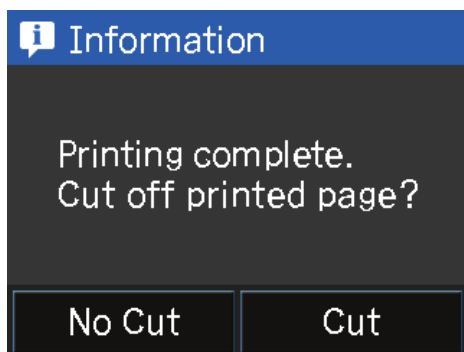 Information
Printing complete.
Cut off printed page?
No Cut
Cut